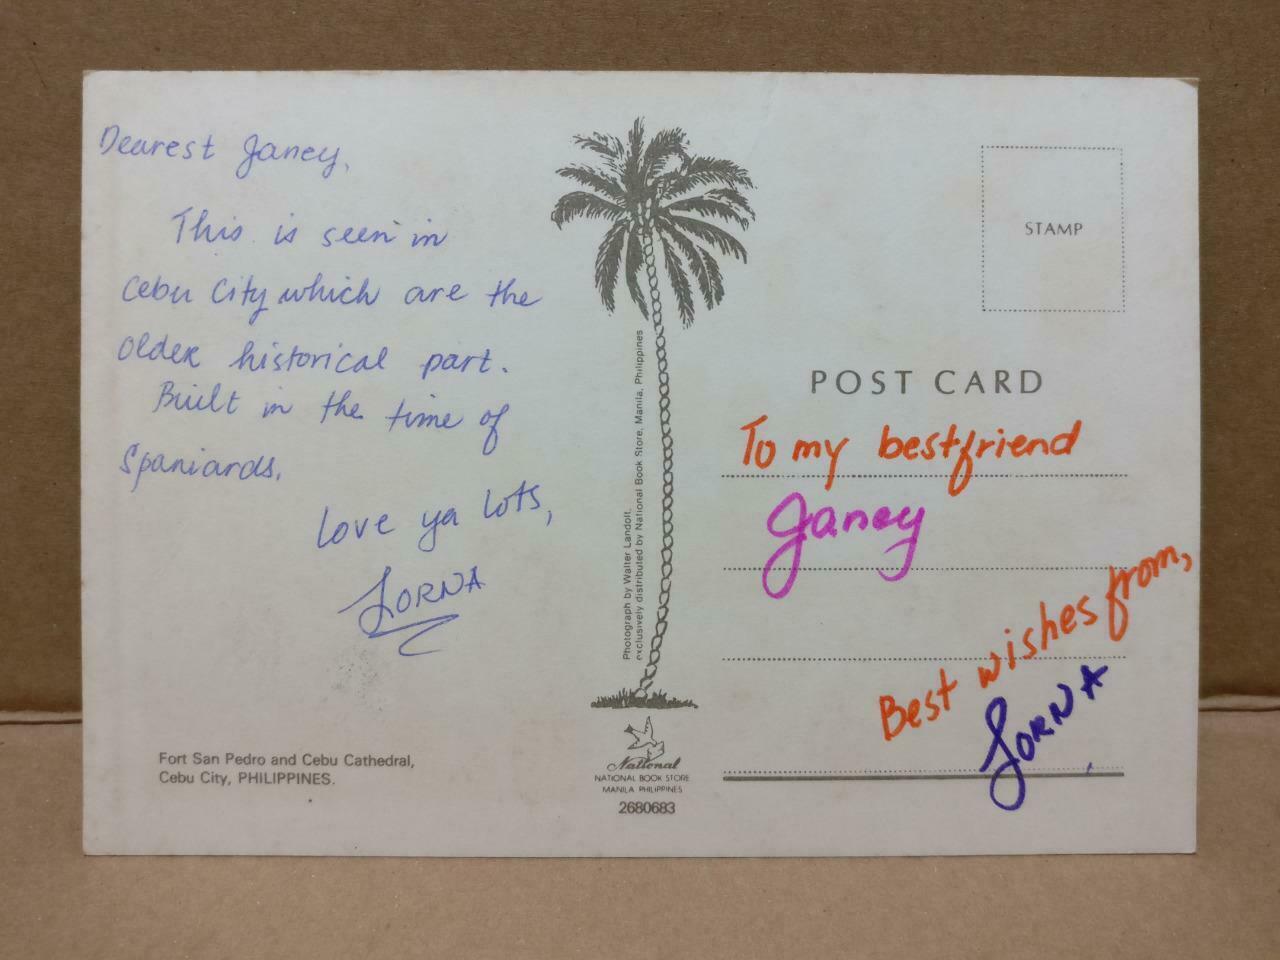 Dearest Janey,
This is seen in
Cebu City which are the
older historical part.
Built in the time of
Spaniards.
Love ya lots,
LORNA
Fort San Pedro and Cebu Cathedral,
Cebu City, PHILIPPINES.
Photograph by Walter Landolt,
exclusively distributed by National Book Store, Manila, Philippines
National
NATIONAL BOOK STORE
MANILA PHILIPPINES
2680683
STAMP
POST CARD
To my bestfriend
Janey
Best wishes from,
LORNA